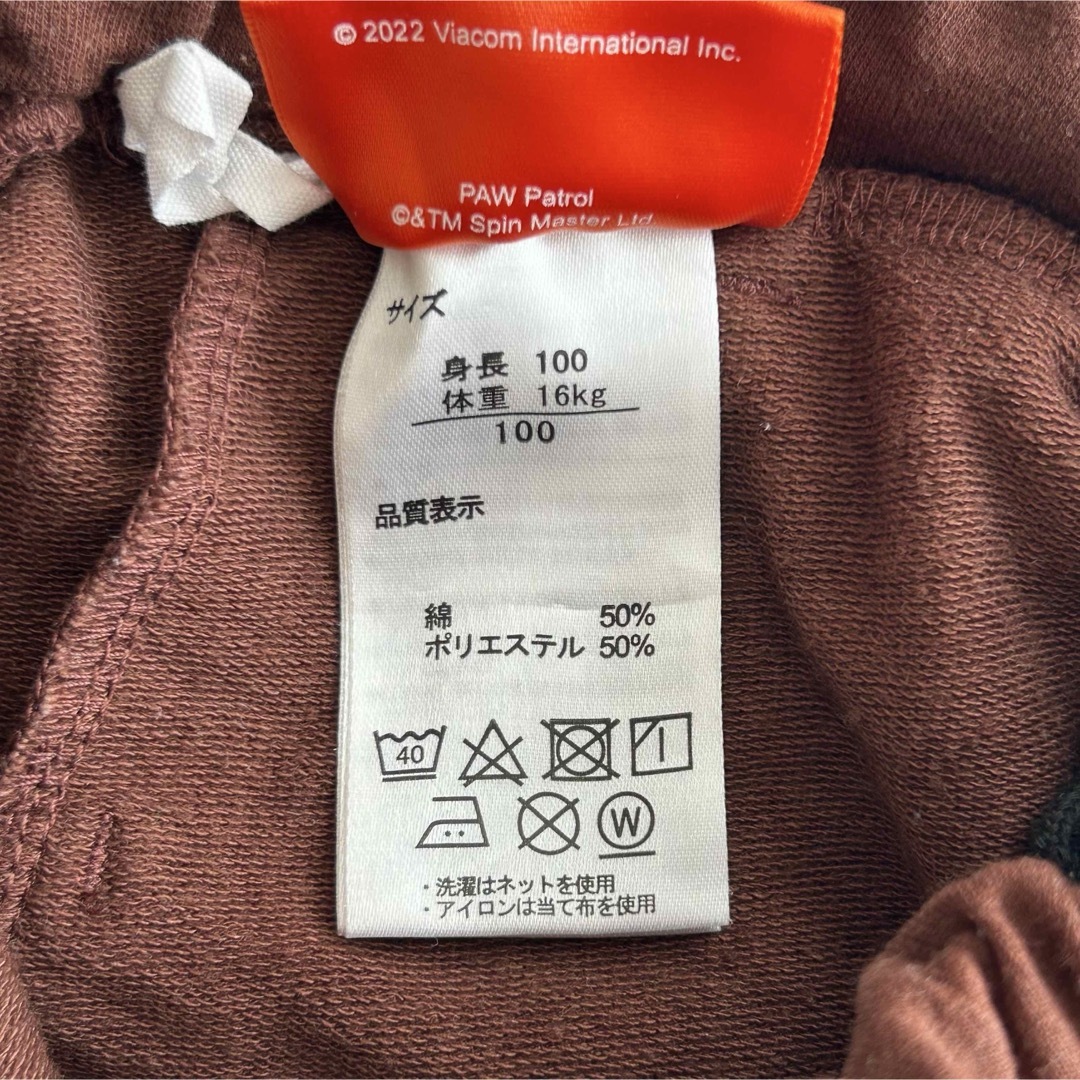 © 2022 Viacom International Inc.
PAW Patrol
©&TM Spin Master Ltd
サイズ
身長 100
体重 16kg
100
品質表示
綿 50%
ポリエステル 50%
40
W
・洗濯はネットを使用
・アイロンは当て布を使用